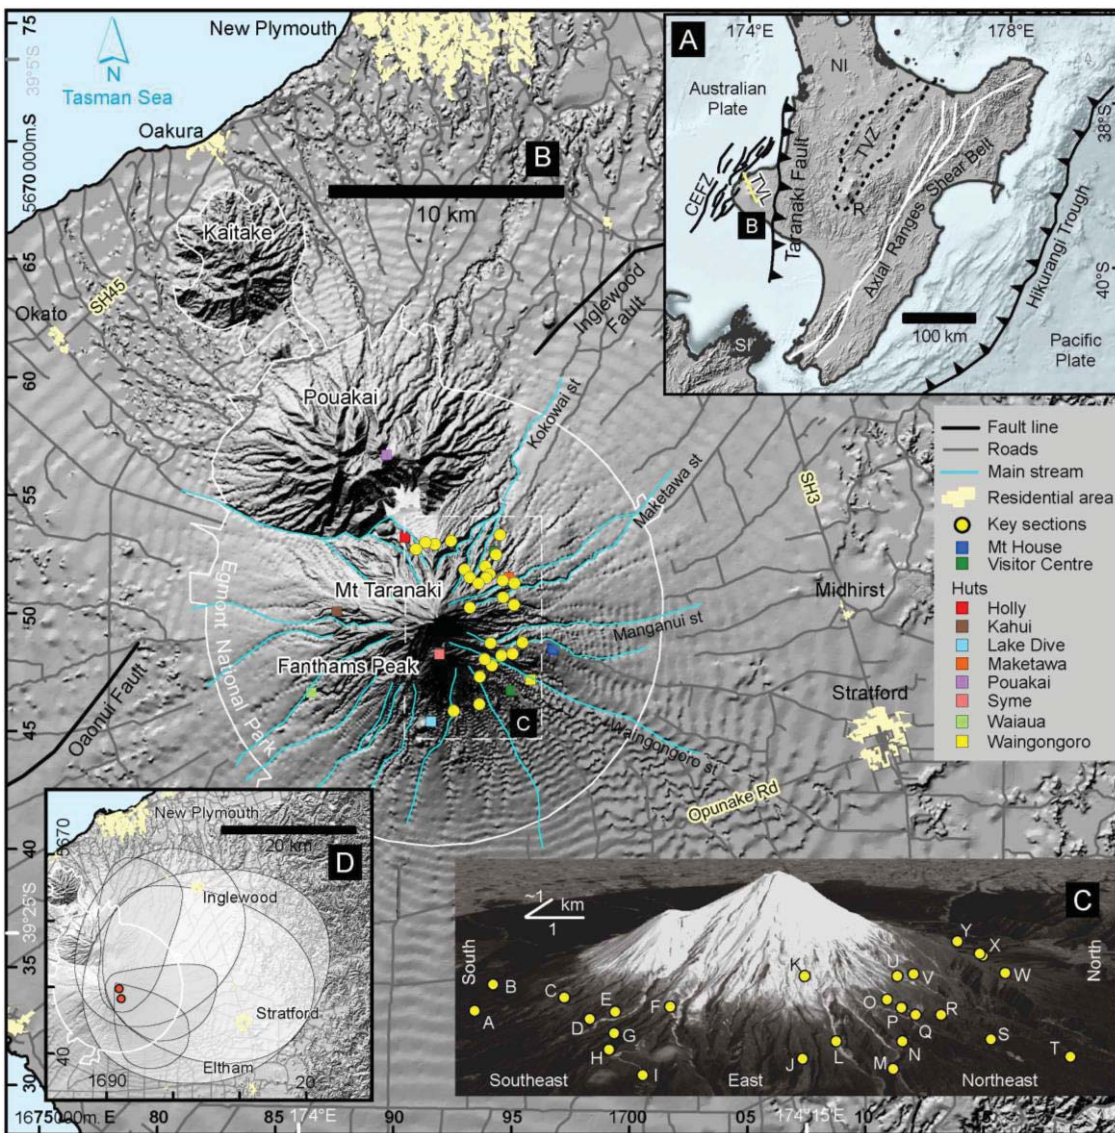 75
39°5'S
5670 000mS
65
60
55
50
45
40
39°25'S
35
40
30
1675000m. E
80
174°E
85
90
95
1700
174°15'E
05
10
15
N
Tasman Sea
New Plymouth
Oakura
B
10 km
Kaitake
SH45
Okato
Inglewood
Fault
Pouakai
Kokowai st
Maketawa st
SH3
Mt Taranaki
Midhirst
Manganui st
Egmont National Park
Fanthams Peak
Stratford
Oaonui Fault
C
Waingongoro st
Opunake Rd
A
174°E
178°E
NI
Australian
Plate
38°S
TVZ
CEFZ
TVL
R
B
Taranaki Fault
Axial Ranges Shear Belt
Hikurangi Trough
40°S
100 km
SI
Pacific
Plate
Fault line
Roads
Main stream
Residential area
Key sections
Mt House
Visitor Centre
Huts
Holly
Kahui
Lake Dive
Maketawa
Pouakai
Syme
Waiaua
Waingongoro
New Plymouth
5670
20 km
D
Inglewood
Stratford
Eltham
40
1690
20
C
~1
km
1
South
North
Y
X
W
K
U
V
B
C
A
D
E
F
G
H
I
O
P
Q
R
S
T
J
L
M
N
Southeast
East
Northeast